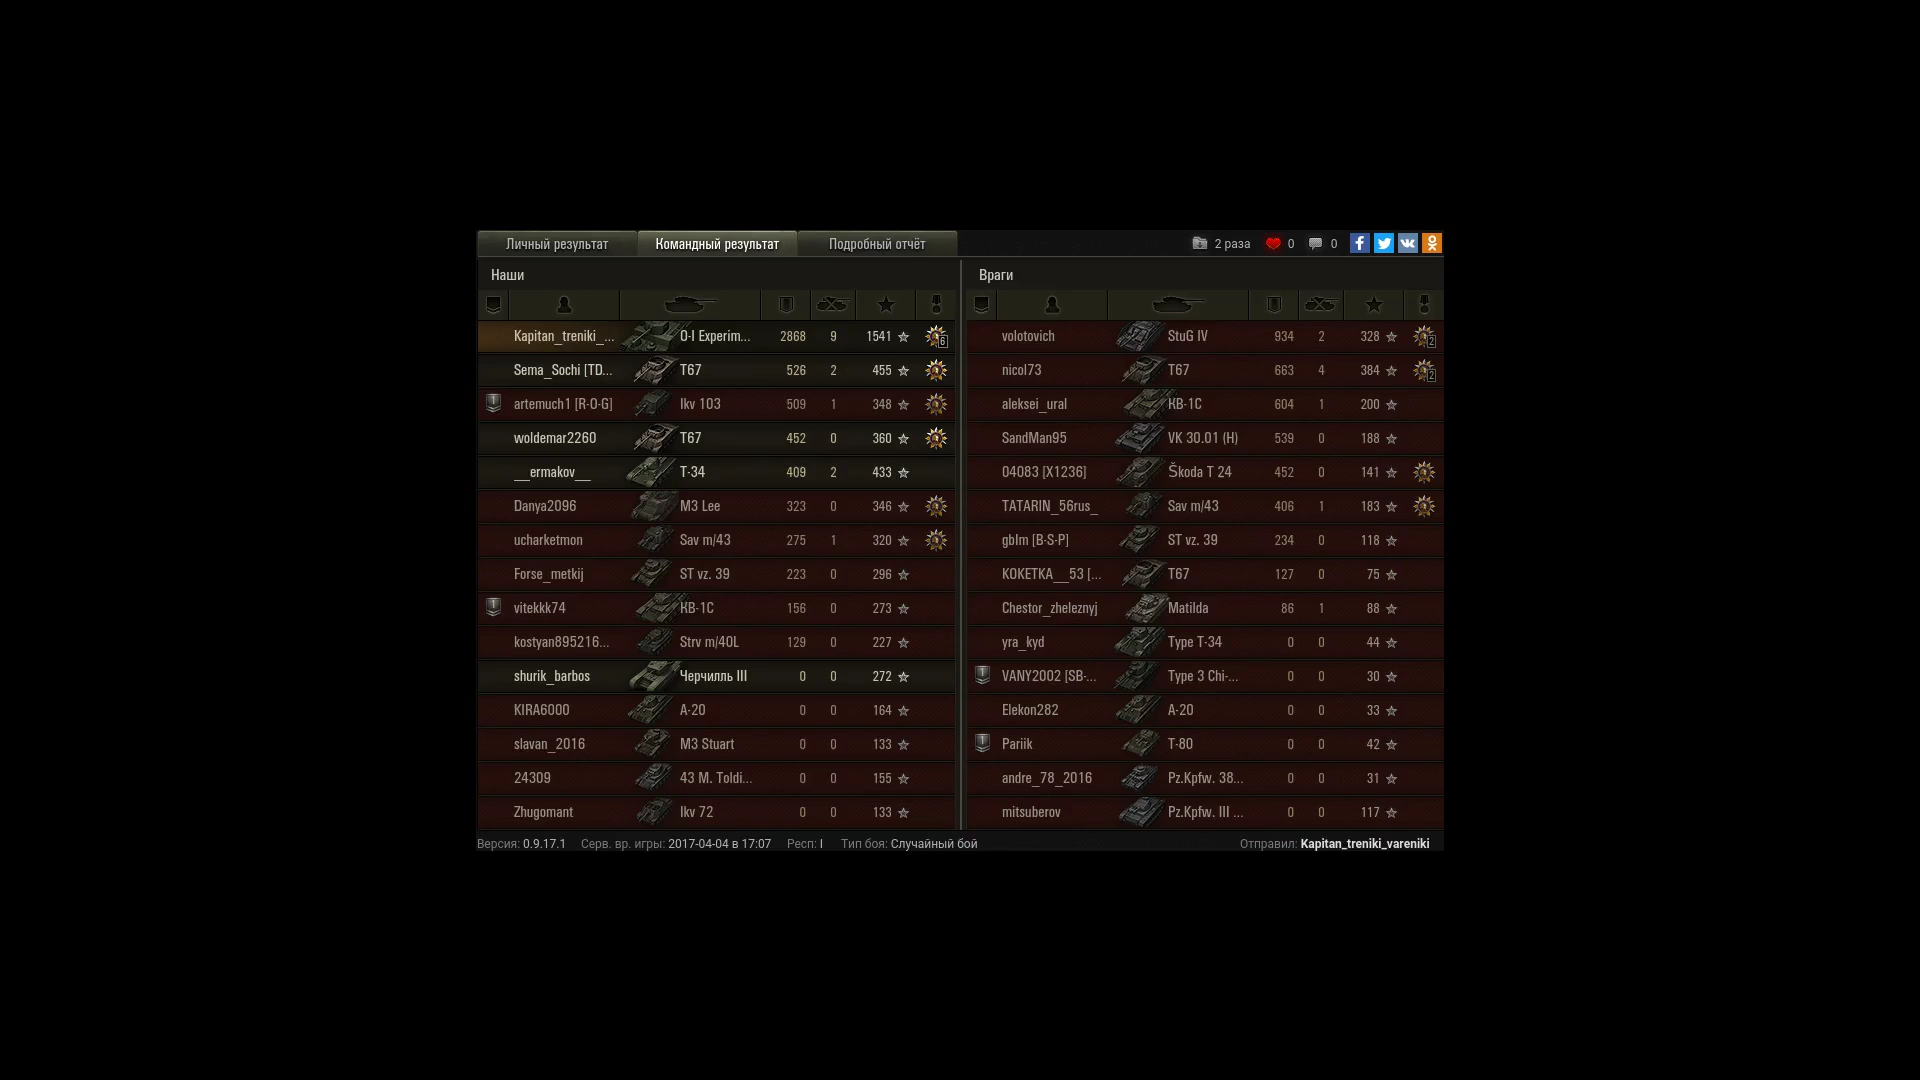 Личный результат Командный результат Подробный отчёт 2 раза 0 0
Наши Враги
Kapitan_treniki_... O-I Experim... 2868 9 1541 6 volotovich StuG IV 934 2 328 2
Sema_Sochi [TD... T67 526 2 455 nicol73 T67 663 4 384 2
1 artemuch1 [R-O-G] Ikv 103 509 1 348 aleksei_ural КВ-1С 604 1 200
woldemar2260 T67 452 0 360 SandMan95 VK 30.01 (H) 539 0 188
__ermakov__ Т-34 409 2 433 04083 [X1236] Škoda T 24 452 0 141
Danya2096 M3 Lee 323 0 346 TATARIN_56rus_ Sav m/43 406 1 183
ucharketmon Sav m/43 275 1 320 gblm [B-S-P] ST vz. 39 234 0 118
Forse_metkij ST vz. 39 223 0 296 KOKETKA__53 [... T67 127 0 75
1 vitekkk74 КВ-1С 156 0 273 Chestor_zheleznyj Matilda 86 1 88
kostyan895216... Strv m/40L 129 0 227 yra_kyd Type T-34 0 0 44
shurik_barbos Черчилль III 0 0 272 1 VANY2002 [SB-... Type 3 Chi-... 0 0 30
KIRA6000 А-20 0 0 164 Elekon282 А-20 0 0 33
slavan_2016 M3 Stuart 0 0 133 1 Pariik Т-80 0 0 42
24309 43 M. Toldi... 0 0 155 andre_78_2016 Pz.Kpfw. 38... 0 0 31
Zhugomant Ikv 72 0 0 133 mitsuberov Pz.Kpfw. III ... 0 0 117
Версия: 0.9.17.1 Серв. вр. игры: 2017-04-04 в 17:07 Респ: I Тип боя: Случайный бой Отправил: Kapitan_treniki_vareniki